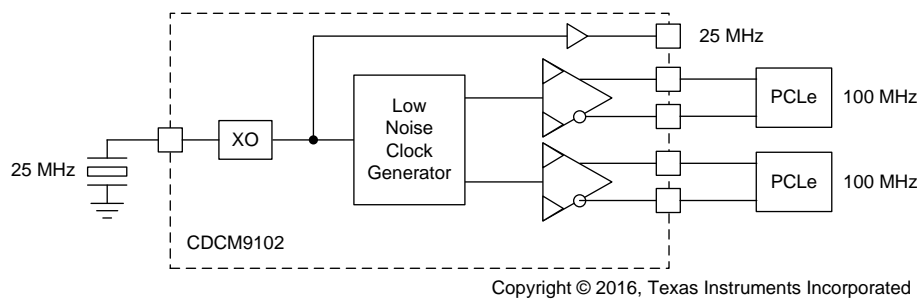 25 MHz
PCLe
100 MHz
Low
Noise
Clock
Generator
XO
25 MHz
PCLe
100 MHz
CDCM9102
Copyright © 2016, Texas Instruments Incorporated